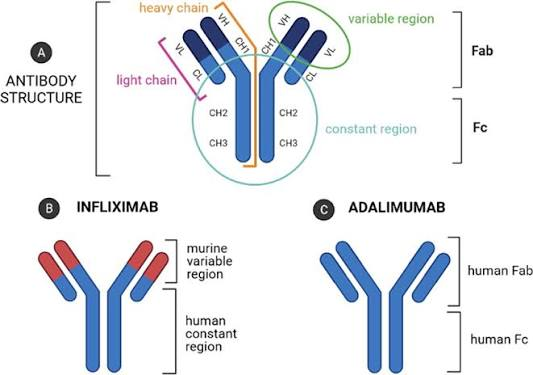 A
ANTIBODY
STRUCTURE
heavy chain
VH
VH
variable region
VL
CH1
CH1
VL
Fab
CL
CL
light chain
CH2
CH2
constant region
Fc
CH3
CH3
B
INFLIXIMAB
murine
variable
region
human
constant
region
C
ADALIMUMAB
human Fab
human Fc